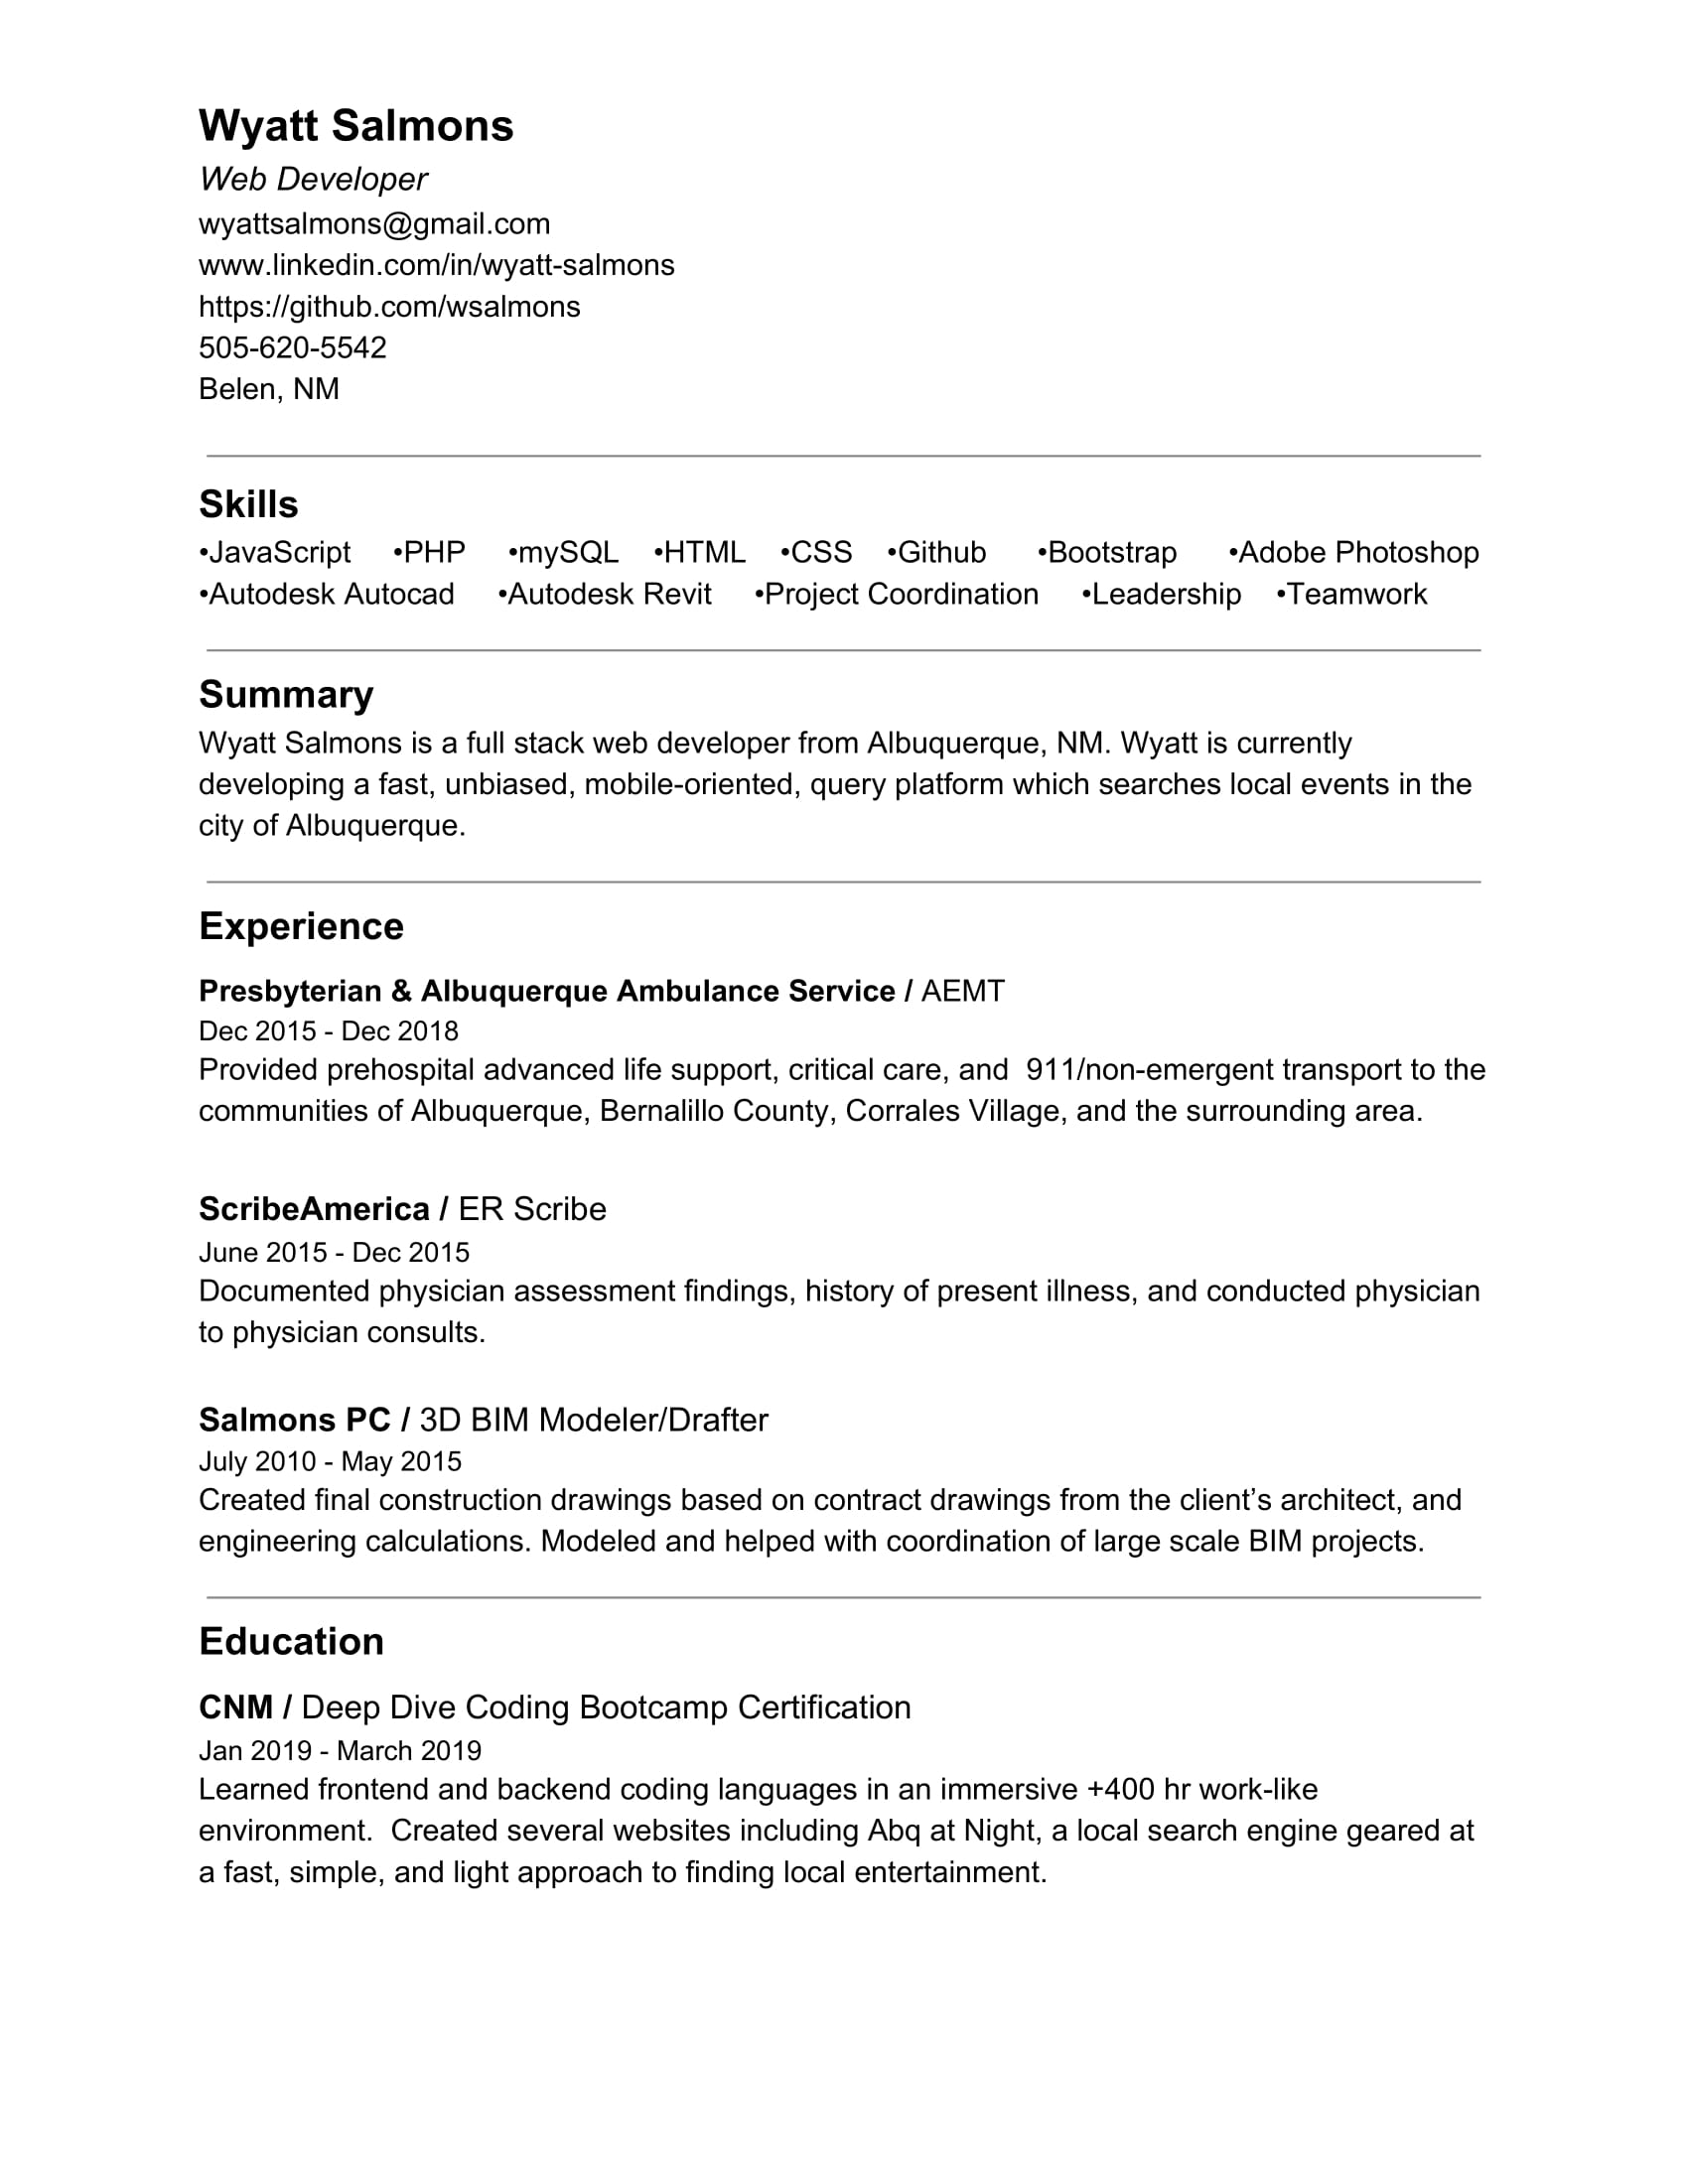 Wyatt Salmons
Web Developer
wyattsalmons@gmail.com
www.linkedin.com/in/wyatt-salmons
https://github.com/wsalmons
505-620-5542
Belen, NM
Skills
•JavaScript •PHP •mySQL •HTML •CSS •Github •Bootstrap •Adobe Photoshop
•Autodesk Autocad •Autodesk Revit •Project Coordination •Leadership •Teamwork
Summary
Wyatt Salmons is a full stack web developer from Albuquerque, NM. Wyatt is currently
developing a fast, unbiased, mobile-oriented, query platform which searches local events in the
city of Albuquerque.
Experience
Presbyterian & Albuquerque Ambulance Service / AEMT
Dec 2015 - Dec 2018
Provided prehospital advanced life support, critical care, and  911/non-emergent transport to the
communities of Albuquerque, Bernalillo County, Corrales Village, and the surrounding area.
ScribeAmerica / ER Scribe
June 2015 - Dec 2015
Documented physician assessment findings, history of present illness, and conducted physician
to physician consults.
Salmons PC / 3D BIM Modeler/Drafter
July 2010 - May 2015
Created final construction drawings based on contract drawings from the client’s architect, and
engineering calculations. Modeled and helped with coordination of large scale BIM projects.
Education
CNM / Deep Dive Coding Bootcamp Certification
Jan 2019 - March 2019
Learned frontend and backend coding languages in an immersive +400 hr work-like
environment.  Created several websites including Abq at Night, a local search engine geared at
a fast, simple, and light approach to finding local entertainment.